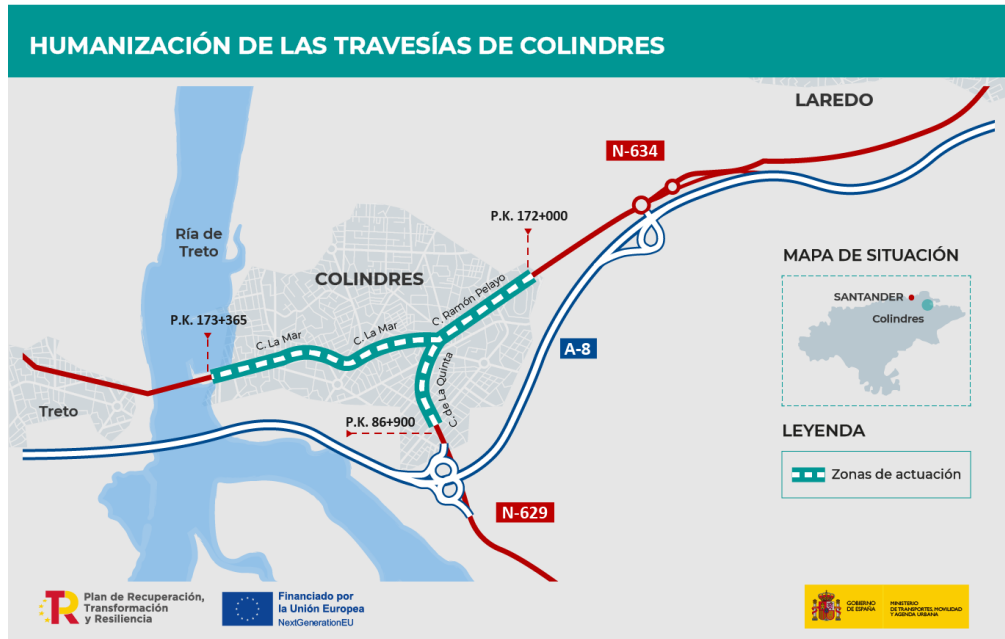 HUMANIZACIÓN DE LAS TRAVESÍAS DE COLINDRES
LAREDO
N-634
P.K. 172+000
Ría de
Treto
COLINDRES
MAPA DE SITUACIÓN
SANTANDER
Colindres
C. Ramón Pelayo
P.K. 173+365
C. La Mar
C. La Mar
A-8
C. de La Quinta
Treto
P.K. 86+900
LEYENDA
Zonas de actuación
N-629
TR
Plan de Recuperación,
Transformación
y Resiliencia
Financiado por
la Unión Europea
NextGenerationEU
GOBIERNO
DE ESPAÑA
MINISTERIO
DE TRANSPORTES, MOVILIDAD
Y AGENDA URBANA